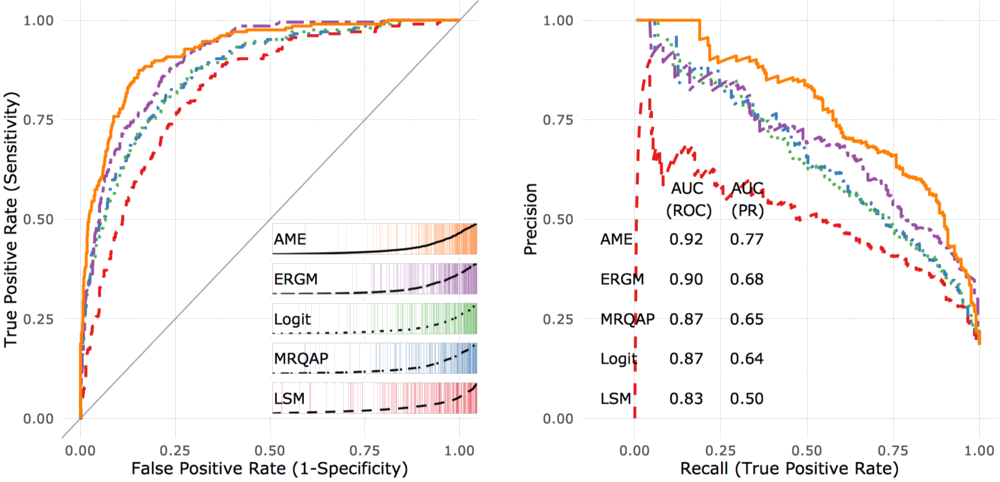 True Positive Rate (Sensitivity)
1.00
0.75
0.50
0.25
0.00
AME
ERGM
Logit
MRQAP
LSM
0.00 0.25 0.50 0.75 1.00
False Positive Rate (1-Specificity)
Precision
1.00
0.75
0.50
0.25
0.00
AUC AUC
(ROC) (PR)
AME 0.92 0.77
ERGM 0.90 0.68
MRQAP 0.87 0.65
Logit 0.87 0.64
LSM 0.83 0.50
0.00 0.25 0.50 0.75 1.00
Recall (True Positive Rate)